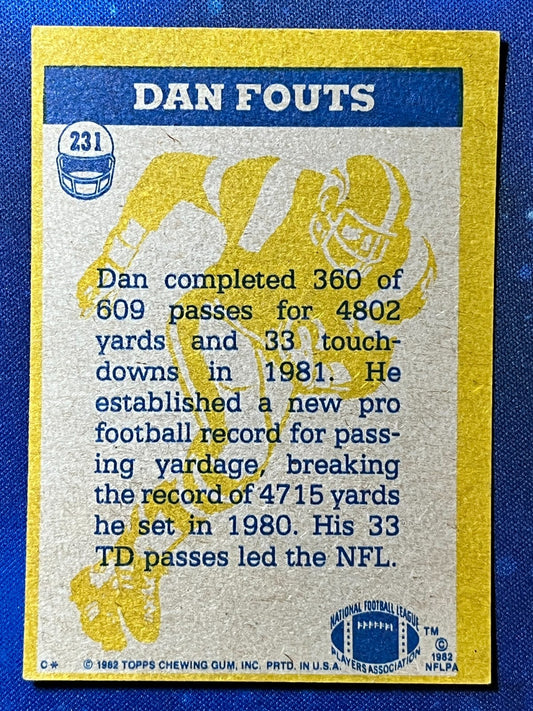 DAN FOUTS
231
Dan completed 360 of
609 passes for 4802
yards and 33 touch-
downs in 1981. He
established a new pro
football record for pass-
ing yardage, breaking
the record of 4715 yards
he set in 1980. His 33
TD passes led the NFL.
NATIONAL FOOTBALL LEAGUE
PLAYERS ASSOCIATION
™
©
1982
NFLPA
C* © 1982 TOPPS CHEWING GUM, INC. PRTD. IN U.S.A.